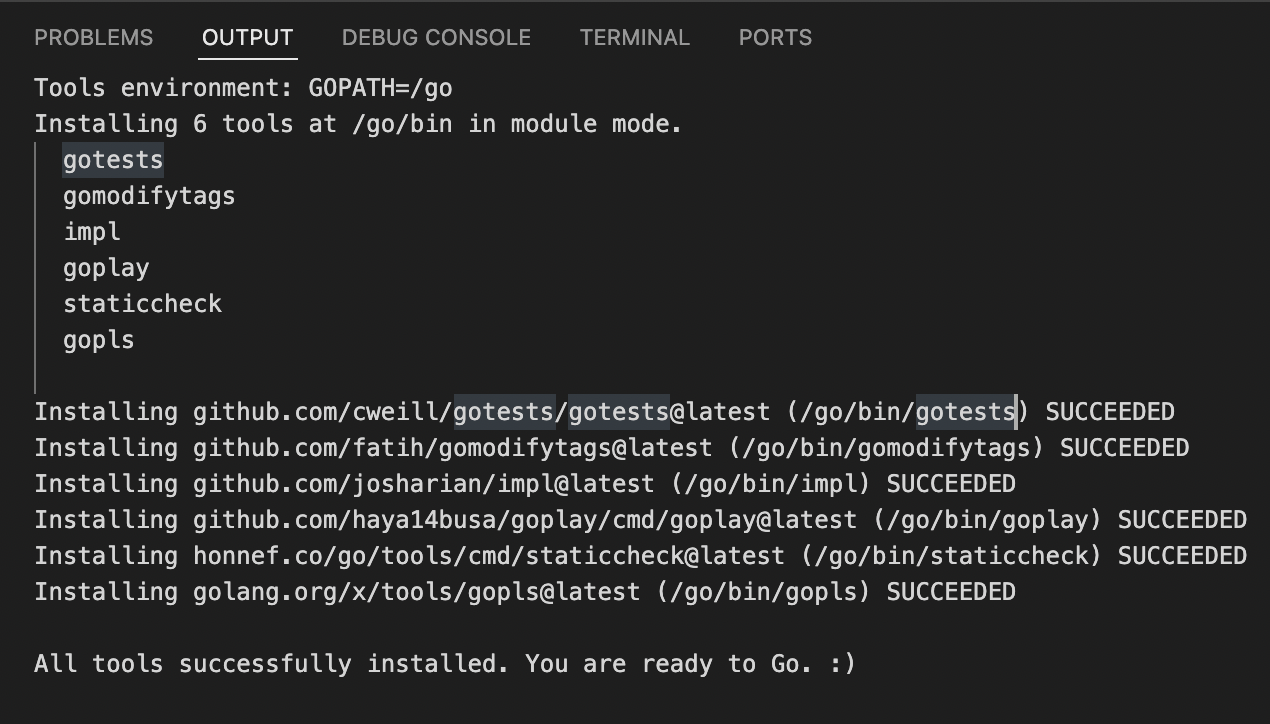 PROBLEMS OUTPUT DEBUG CONSOLE TERMINAL PORTS
Tools environment: GOPATH=/go
Installing 6 tools at /go/bin in module mode.
gotests
gomodifytags
impl
goplay
staticcheck
gopls
Installing github.com/cweill/gotests/gotests@latest (/go/bin/gotests) SUCCEEDED
Installing github.com/fatih/gomodifytags@latest (/go/bin/gomodifytags) SUCCEEDED
Installing github.com/josharian/impl@latest (/go/bin/impl) SUCCEEDED
Installing github.com/haya14busa/goplay/cmd/goplay@latest (/go/bin/goplay) SUCCEEDED
Installing honnef.co/go/tools/cmd/staticcheck@latest (/go/bin/staticcheck) SUCCEEDED
Installing golang.org/x/tools/gopls@latest (/go/bin/gopls) SUCCEEDED
All tools successfully installed. You are ready to Go. :)